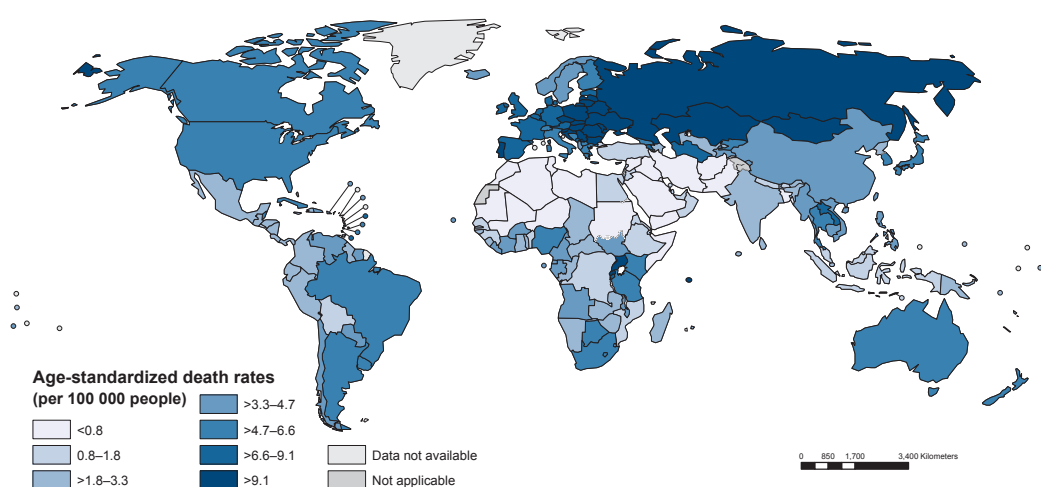 Age-standardized death rates
(per 100 000 people)
<0.8
0.8–1.8
>1.8–3.3
>3.3–4.7
>4.7–6.6
>6.6–9.1
>9.1
Data not available
Not applicable
0 850 1,700 3,400 Kilometers